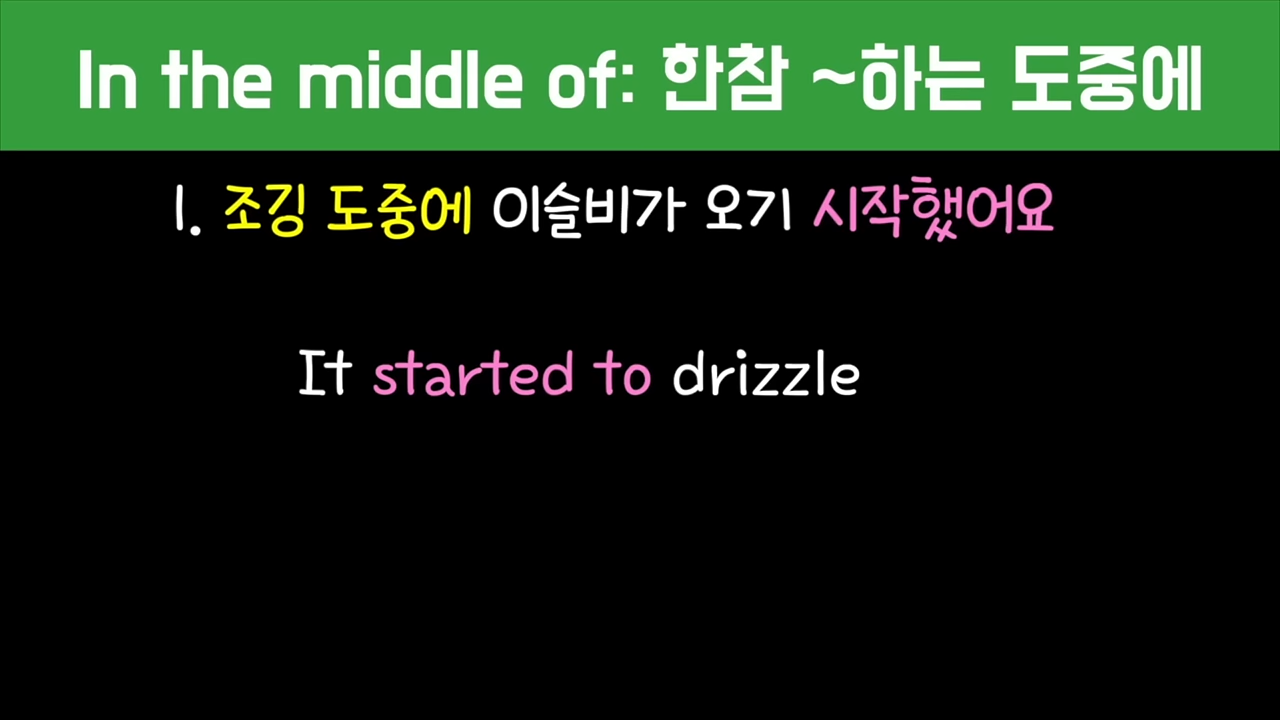 In the middle of: 한참 ~하는 도중에
1. 조깅 도중에 이슬비가 오기 시작했어요
It started to drizzle